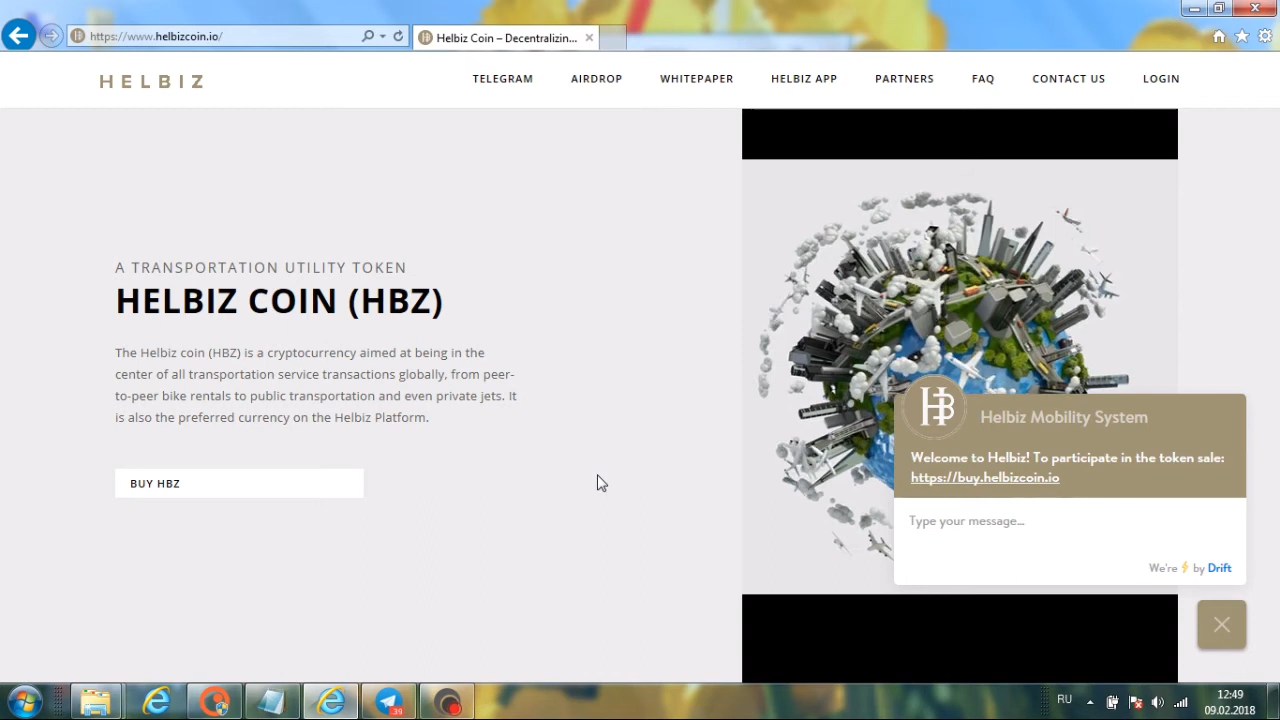 https://www.helbizcoin.io/
Helbiz Coin – Decentralizin...
HELBIZ
TELEGRAM
AIRDROP
WHITEPAPER
HELBIZ APP
PARTNERS
FAQ
CONTACT US
LOGIN
A TRANSPORTATION UTILITY TOKEN
HELBIZ COIN (HBZ)
The Helbiz coin (HBZ) is a cryptocurrency aimed at being in the
center of all transportation service transactions globally, from peer-
to-peer bike rentals to public transportation and even private jets. It
is also the preferred currency on the Helbiz Platform.
BUY HBZ
Helbiz Mobility System
Welcome to Helbiz! To participate in the token sale:
https://buy.helbizcoin.io
Type your message...
We're by Drift
39
RU
12:49
09.02.2018